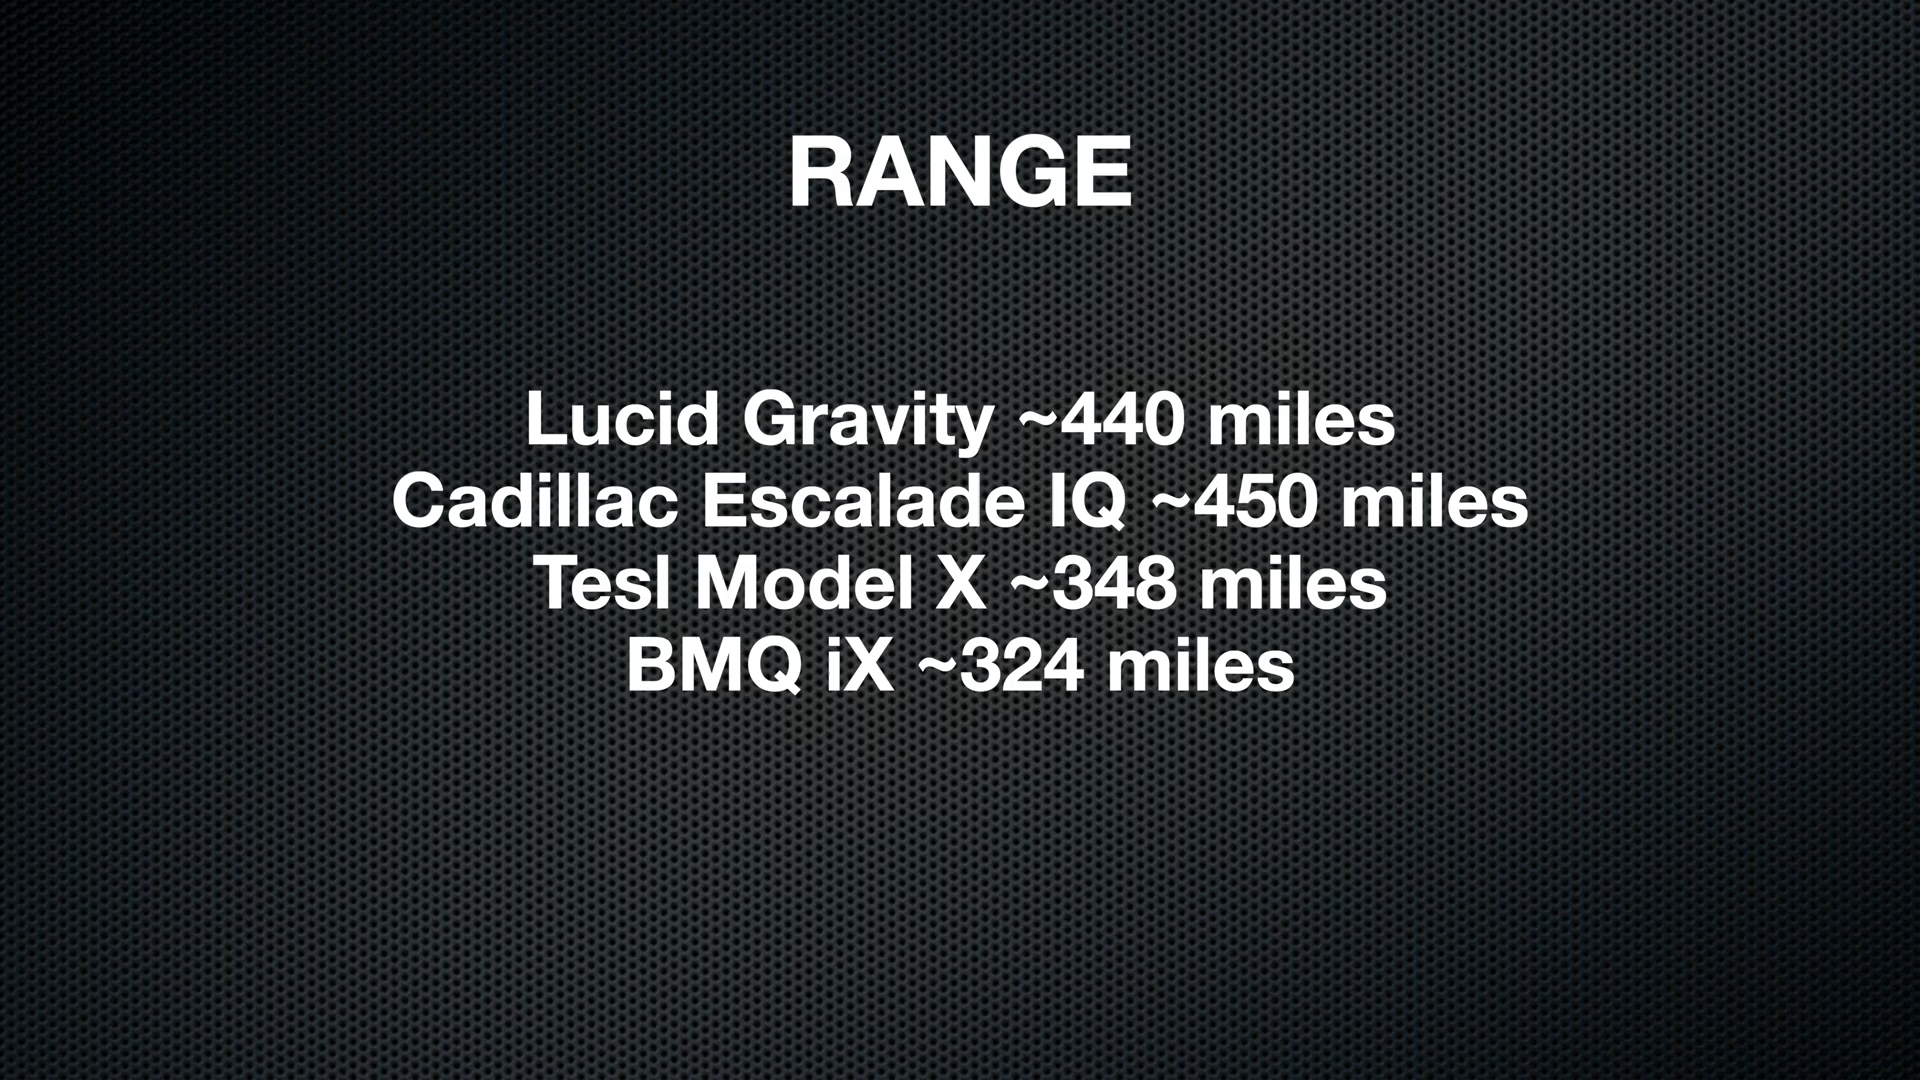 RANGE
Lucid Gravity ~440 miles
Cadillac Escalade IQ ~450 miles
Tesl Model X ~348 miles
BMQ iX ~324 miles